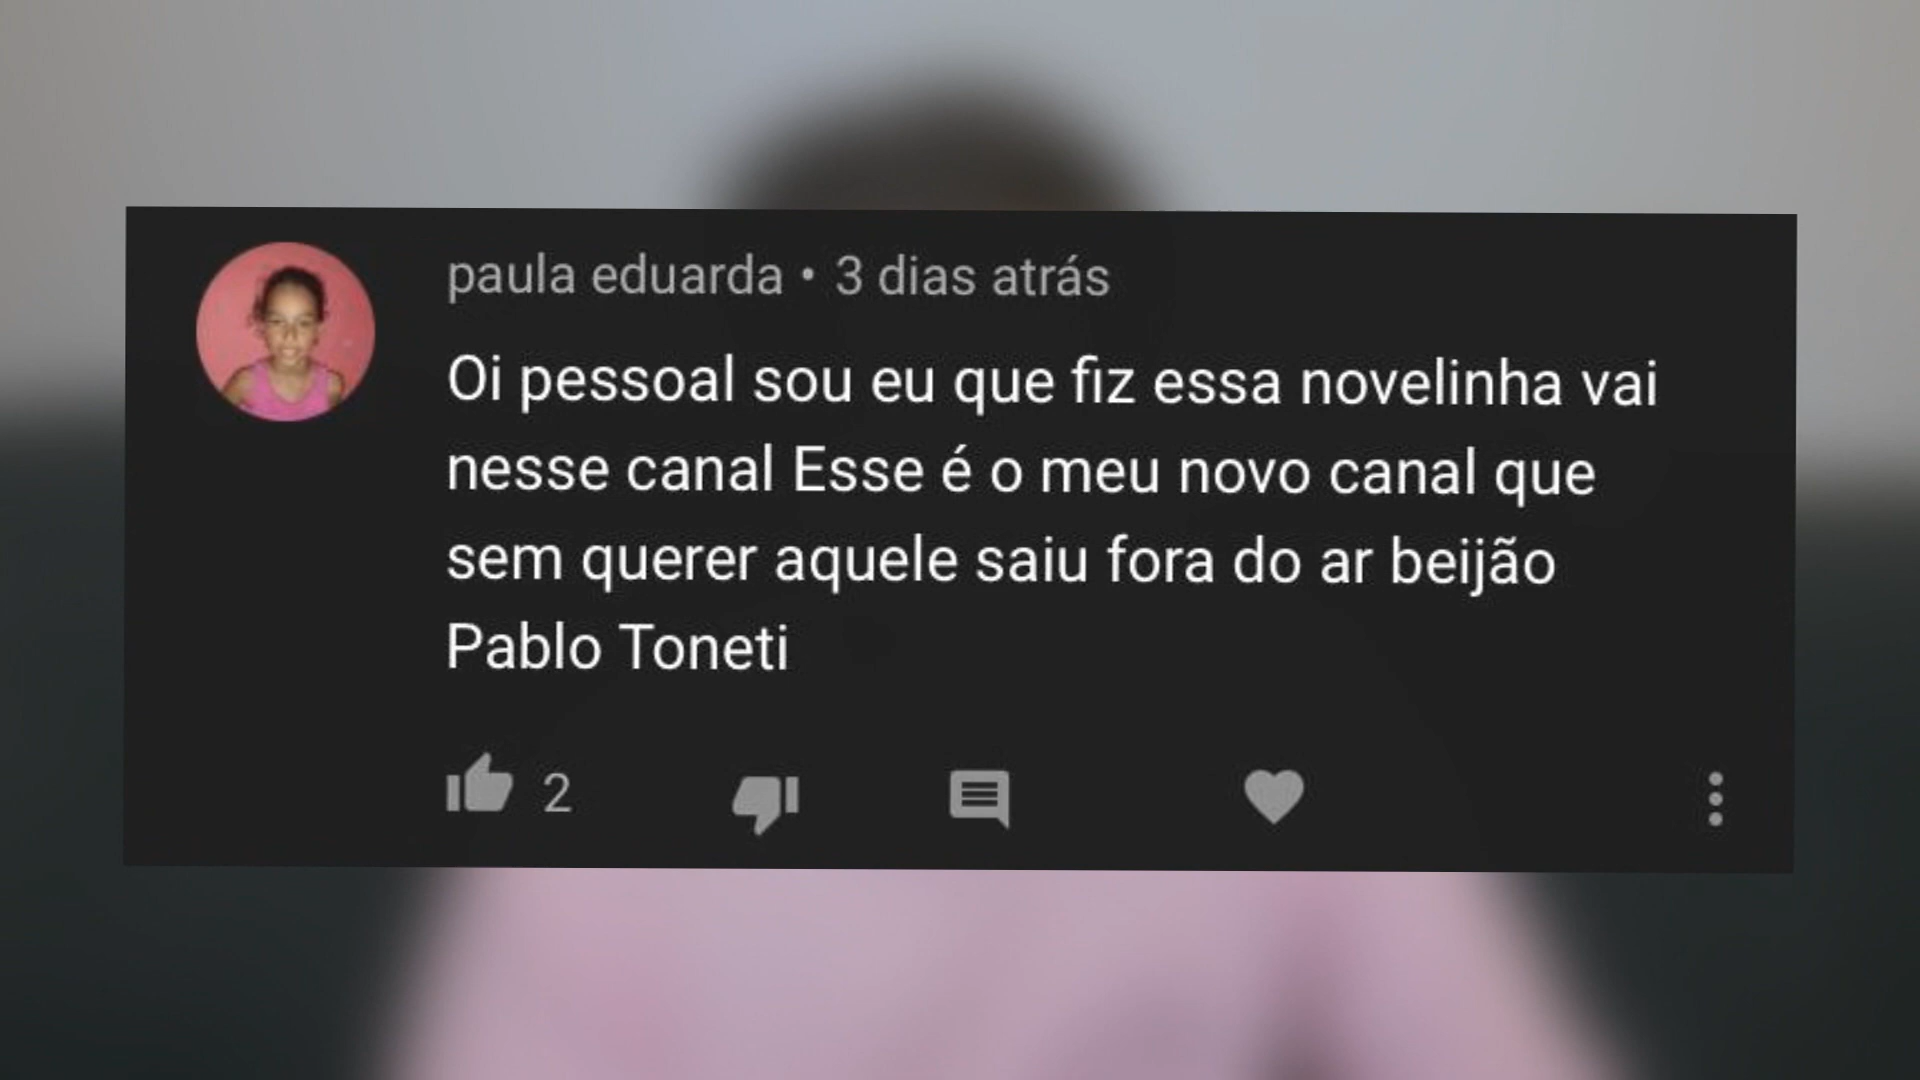 paula eduarda • 3 dias atrás
Oi pessoal sou eu que fiz essa novelinha vai
nesse canal Esse é o meu novo canal que
sem querer aquele saiu fora do ar beijão
Pablo Toneti
2